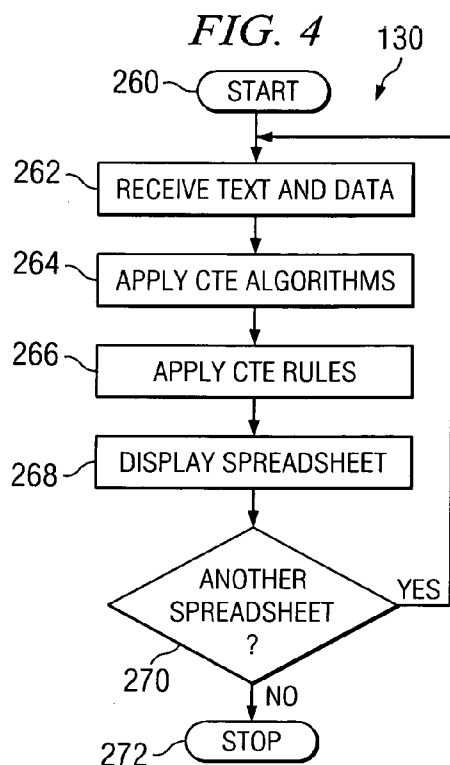 FIG. 4
130
260 START
262 RECEIVE TEXT AND DATA
264 APPLY CTE ALGORITHMS
266 APPLY CTE RULES
268 DISPLAY SPREADSHEET
ANOTHER
SPREADSHEET
?
YES
270
NO
272 STOP